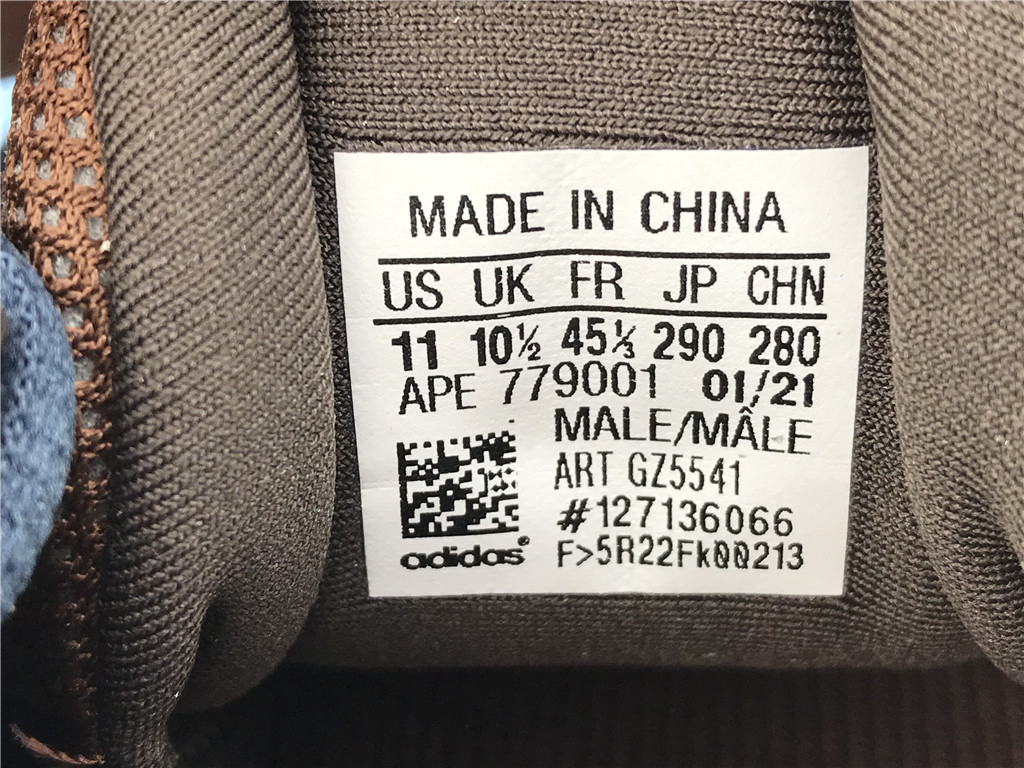 MADE IN CHINA
US UK FR JP CHN
11 10½ 45⅓ 290 280
APE 779001 01/21
MALE/MÂLE
ART GZ5541
#127136066
adidas® F>5R22Fk00213